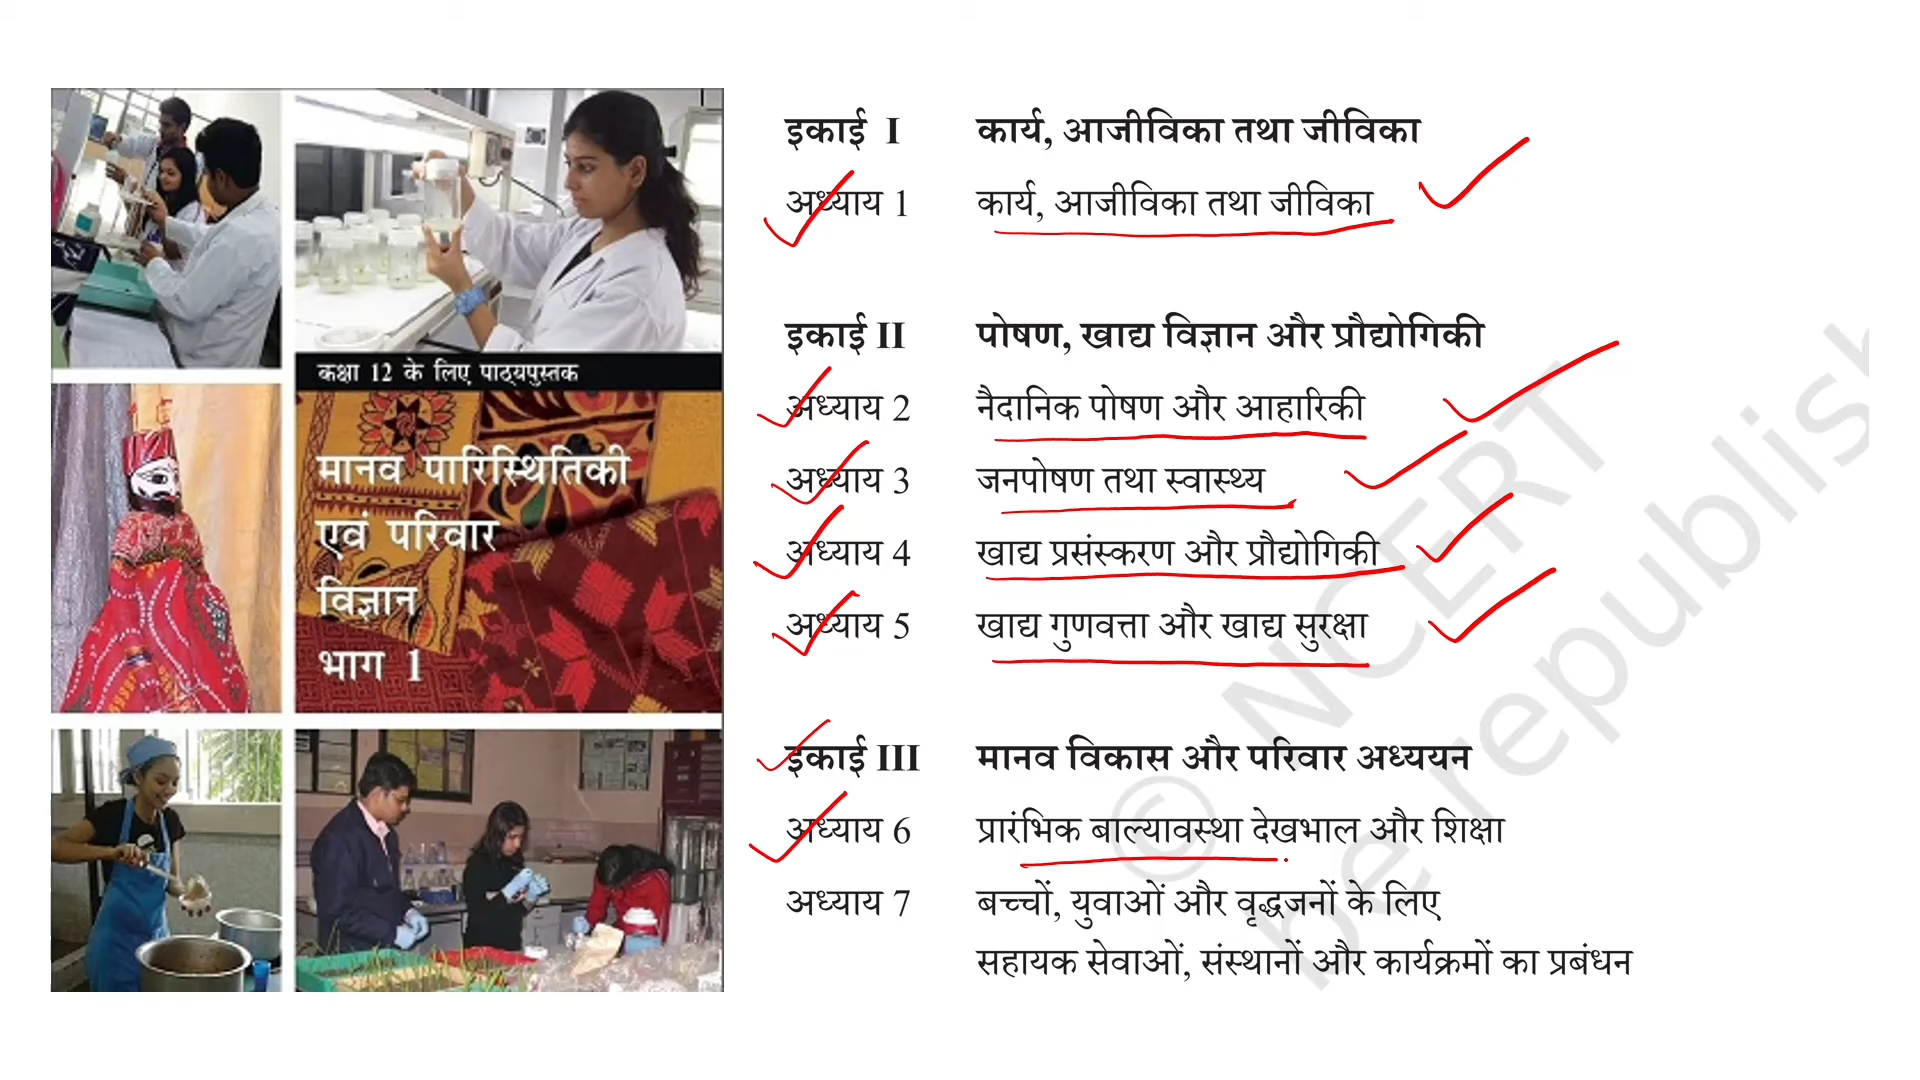 कक्षा 12 के लिए पाठ्यपुस्तक
मानव पारिस्थितिकी
एवं परिवार
विज्ञान
भाग 1
इकाई I कार्य, आजीविका तथा जीविका
अध्याय 1 कार्य, आजीविका तथा जीविका
इकाई II पोषण, खाद्य विज्ञान और प्रौद्योगिकी
अध्याय 2 नैदानिक पोषण और आहारिकी
अध्याय 3 जनपोषण तथा स्वास्थ्य
अध्याय 4 खाद्य प्रसंस्करण और प्रौद्योगिकी
अध्याय 5 खाद्य गुणवत्ता और खाद्य सुरक्षा
इकाई III मानव विकास और परिवार अध्ययन
अध्याय 6 प्रारंभिक बाल्यावस्था देखभाल और शिक्षा
अध्याय 7 बच्चों, युवाओं और वृद्धजनों के लिए
सहायक सेवाओं, संस्थानों और कार्यक्रमों का प्रबंधन
© NCERT
be republish